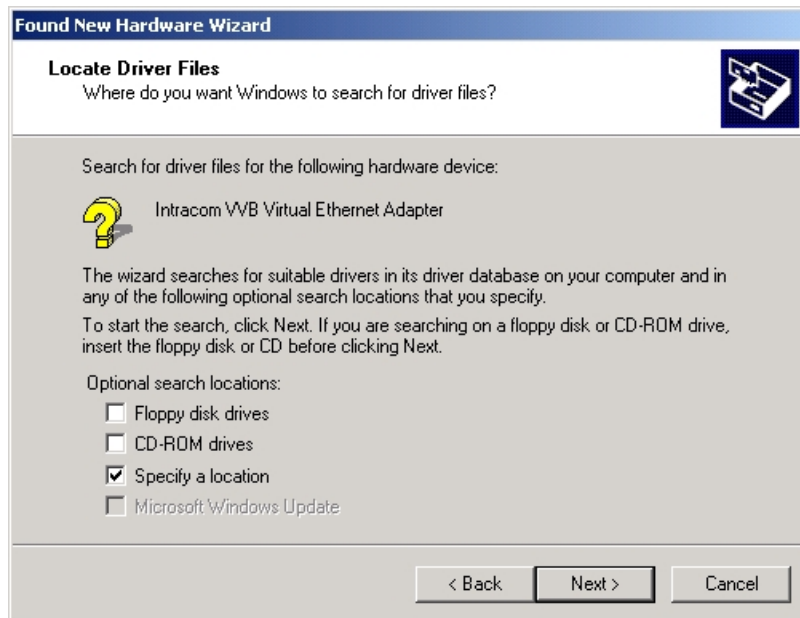 Found New Hardware Wizard
Locate Driver Files
Where do you want Windows to search for driver files?
Search for driver files for the following hardware device:
Intracom VVB Virtual Ethernet Adapter
The wizard searches for suitable drivers in its driver database on your computer and in
any of the following optional search locations that you specify.
To start the search, click Next. If you are searching on a floppy disk or CD-ROM drive,
insert the floppy disk or CD before clicking Next.
Optional search locations:
Floppy disk drives
CD-ROM drives
Specify a location
Microsoft Windows Update
< Back Next > Cancel